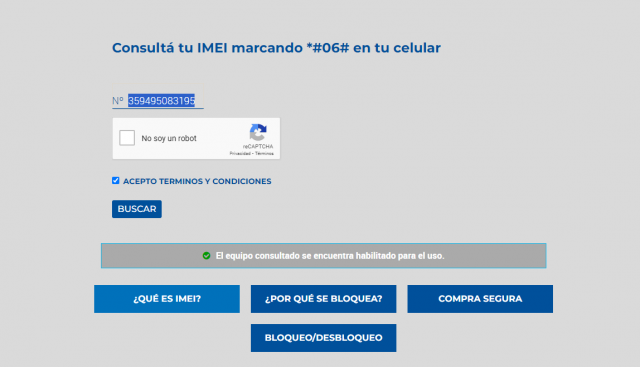 Consultá tu IMEI marcando *#06# en tu celular
Nº 359495083195
No soy un robot
reCAPTCHA
Privacidad - Términos
ACEPTO TERMINOS Y CONDICIONES
BUSCAR
El equipo consultado se encuentra habilitado para el uso.
¿QUÉ ES IMEI?
¿POR QUÉ SE BLOQUEA?
COMPRA SEGURA
BLOQUEO/DESBLOQUEO